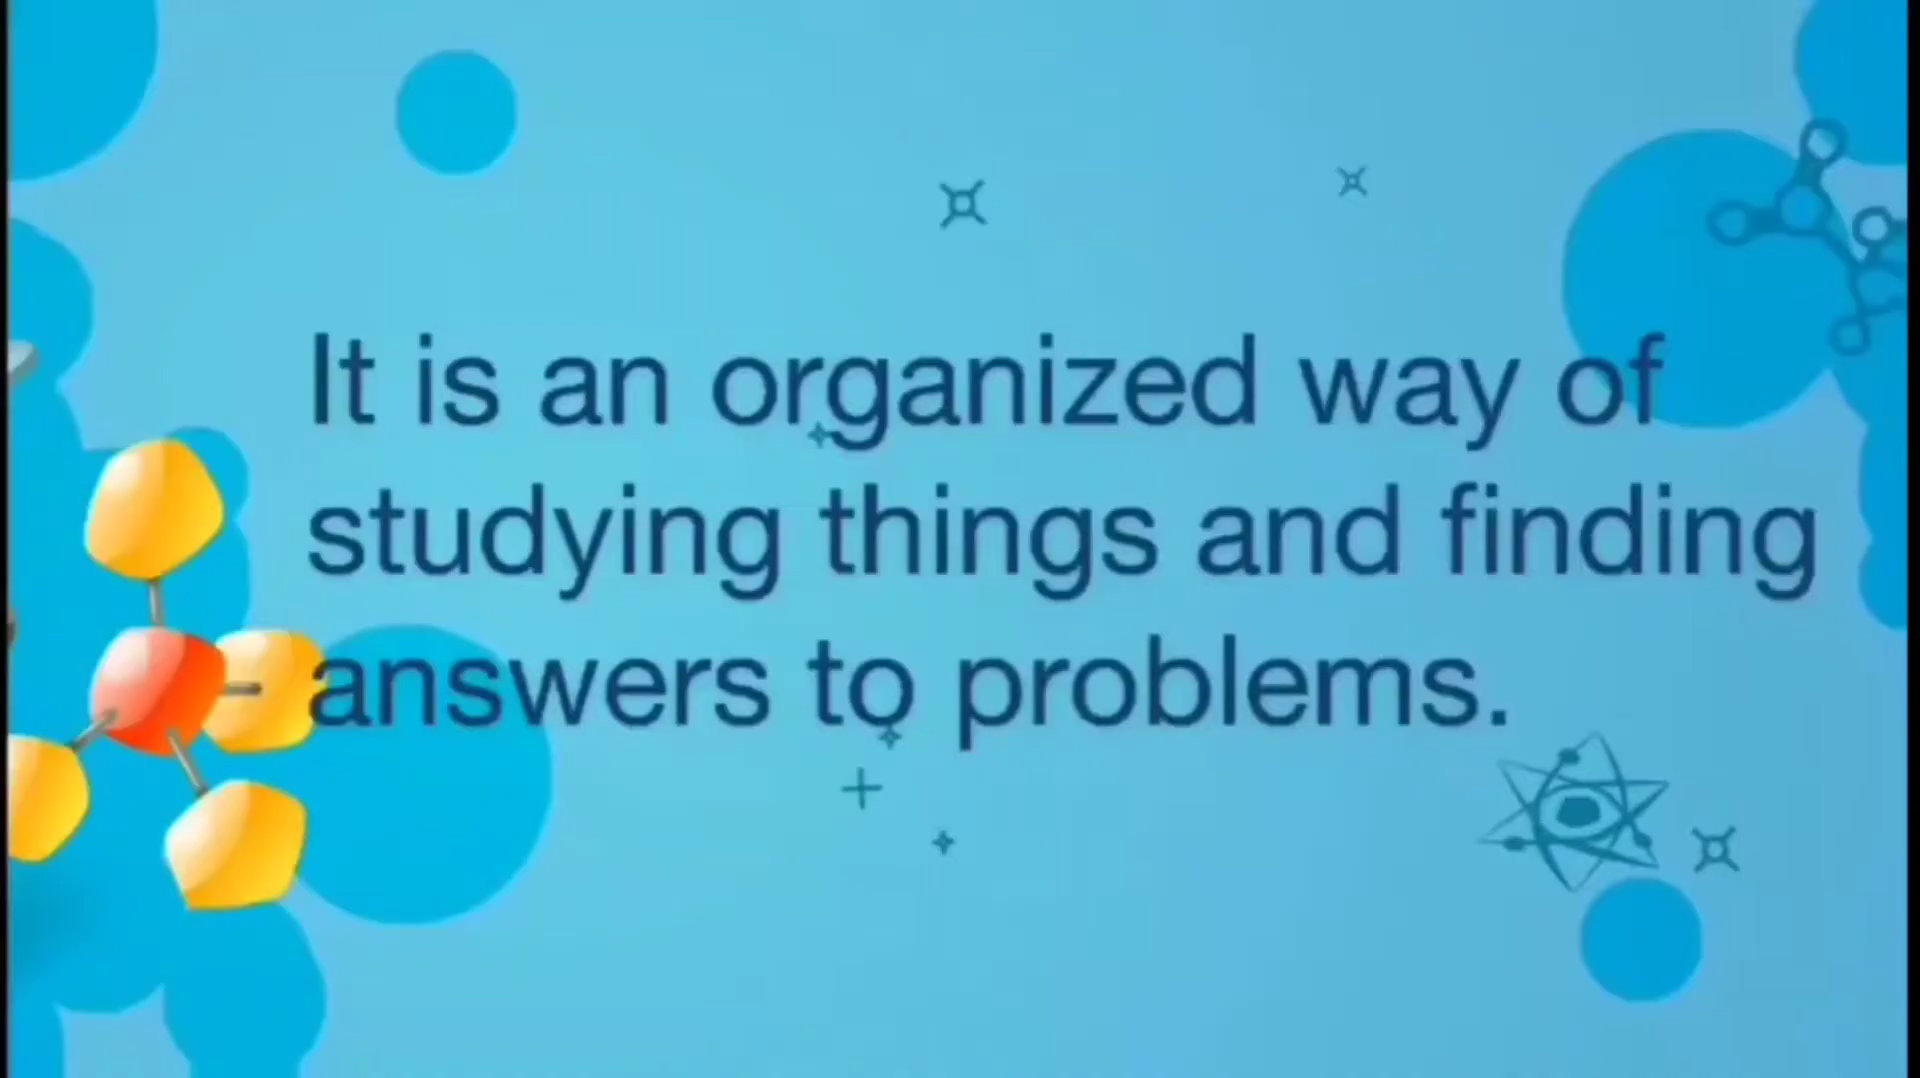 It is an organized way of
studying things and finding
answers to problems.